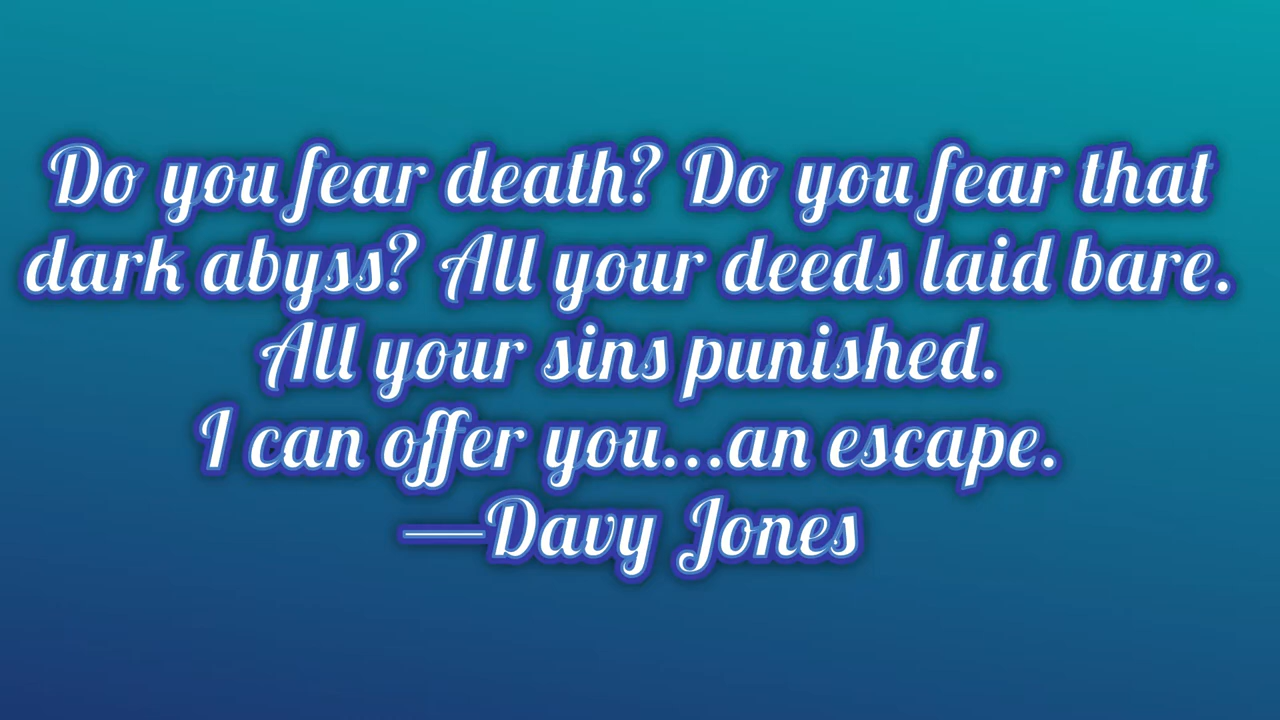 Do you fear death? Do you fear that
dark abyss? All your deeds laid bare.
All your sins punished.
I can offer you...an escape.
—Davy Jones